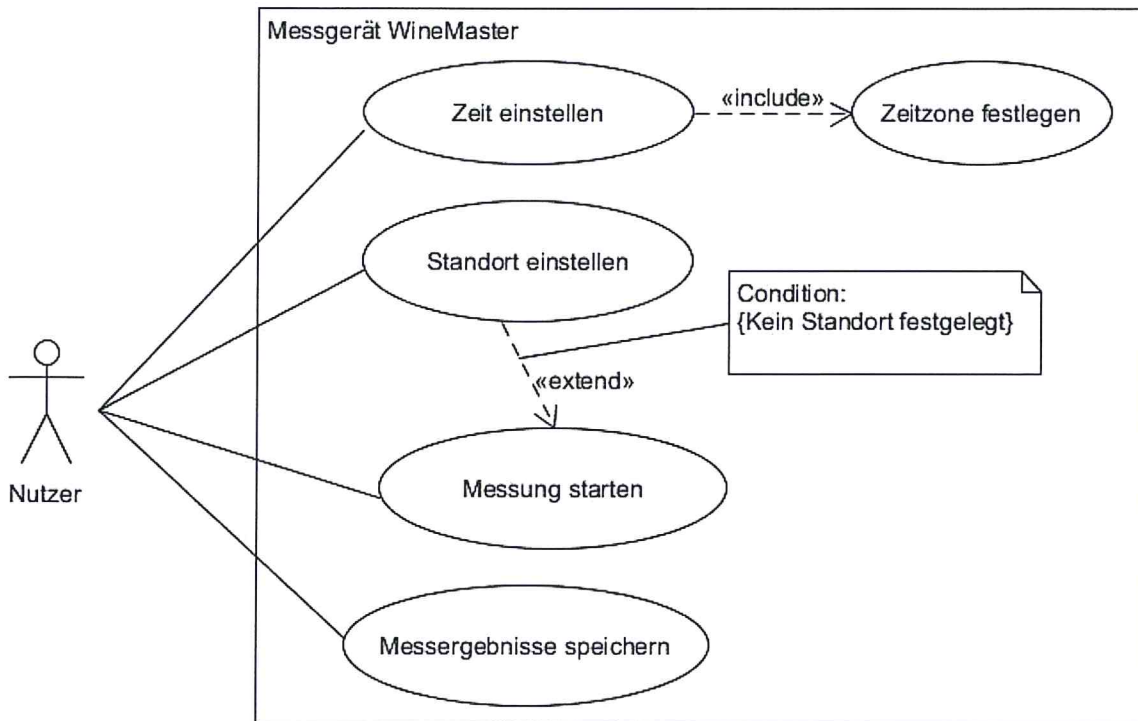 Messgerät WineMaster
Zeit einstellen
«include»
Zeitzone festlegen
Standort einstellen
Condition:
{Kein Standort festgelegt}
«extend»
Messung starten
Nutzer
Messergebnisse speichern